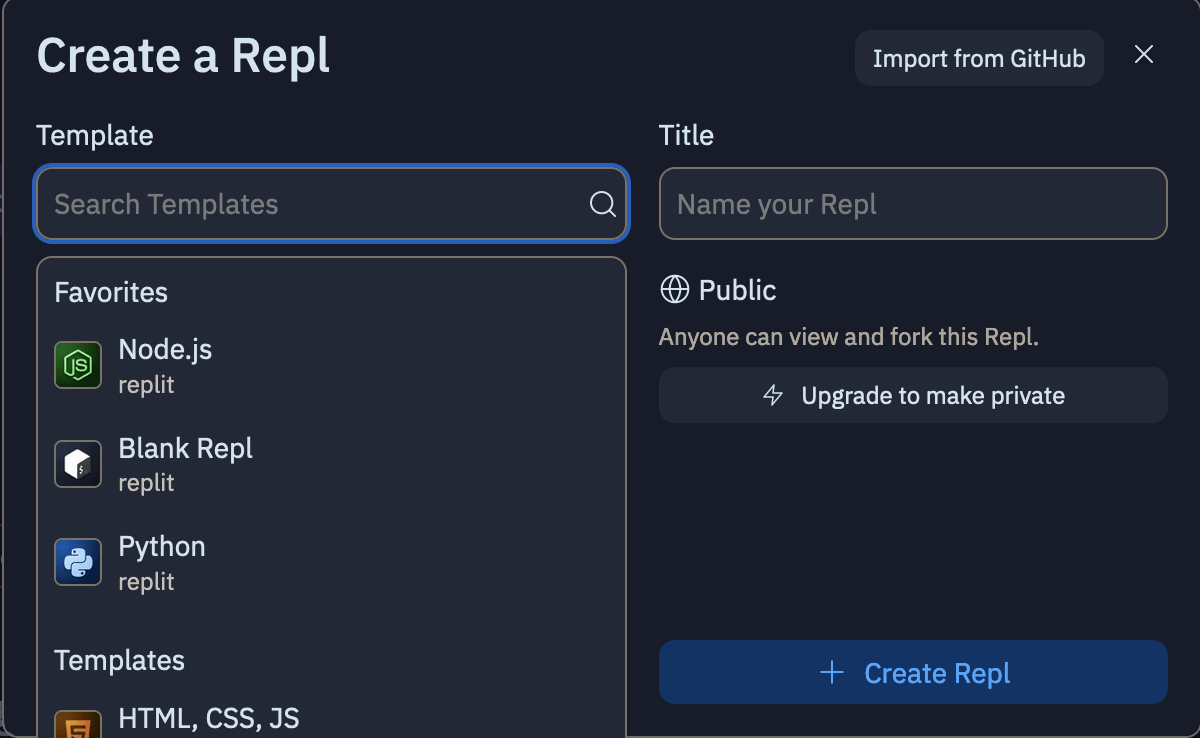 Create a Repl
Import from GitHub
Template
Search Templates
Favorites
Node.js
replit
Blank Repl
replit
Python
replit
Templates
HTML, CSS, JS
Title
Name your Repl
Public
Anyone can view and fork this Repl.
Upgrade to make private
Create Repl